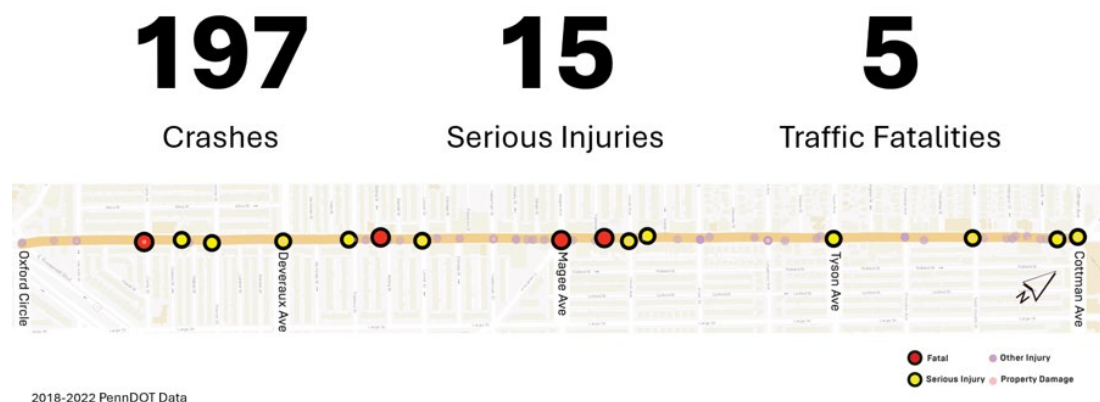 197
15
5
Crashes
Serious Injuries
Traffic Fatalities
Oxford Circle
Deveraux Ave
Magee Ave
Tyson Ave
Cottman Ave
N
Fatal
Other Injury
Serious Injury
Property Damage
2018-2022 PennDOT Data